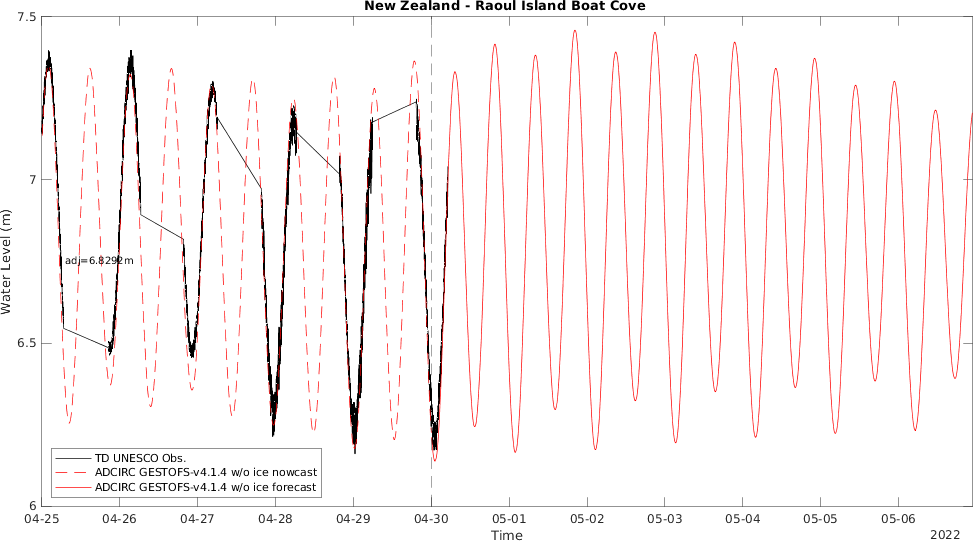 New Zealand - Raoul Island Boat Cove
7.5
7
6.5
6
Water Level (m)
adj=6.8292m
TD UNESCO Obs.
ADCIRC GESTOFS-v4.1.4 w/o ice nowcast
ADCIRC GESTOFS-v4.1.4 w/o ice forecast
04-25 04-26 04-27 04-28 04-29 04-30 05-01 05-02 05-03 05-04 05-05 05-06
Time
2022